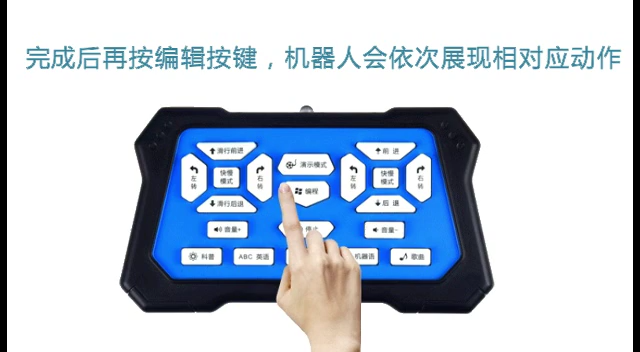 完成后再按编辑按键，机器人会依次展现相对应动作
滑行前进
演示模式
前 进
左转
快慢模式
右转
左转
快慢模式
右转
编程
滑行后退
后 退
音量+
停止
音量-
科普
ABC 英语
机器语
歌曲